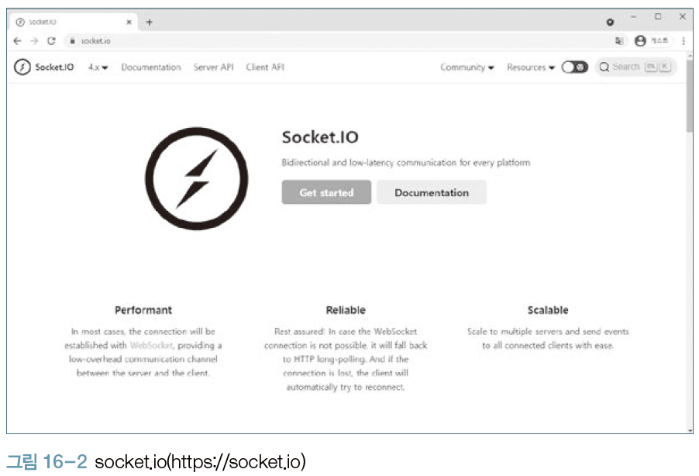 socket.io
socket.io
게스트
Socket.IO 4.x Documentation Server API Client API Community Resources Search Ctrl K
Socket.IO
Bidirectional and low-latency communication for every platform
Get started Documentation
Performant
In most cases, the connection will be
established with WebSocket, providing a
low-overhead communication channel
between the server and the client.
Reliable
Rest assured! In case the WebSocket
connection is not possible, it will fall back
to HTTP long-polling. And if the
connection is lost, the client will
automatically try to reconnect.
Scalable
Scale to multiple servers and send events
to all connected clients with ease.
그림 16-2 socket.io(https://socket.io)